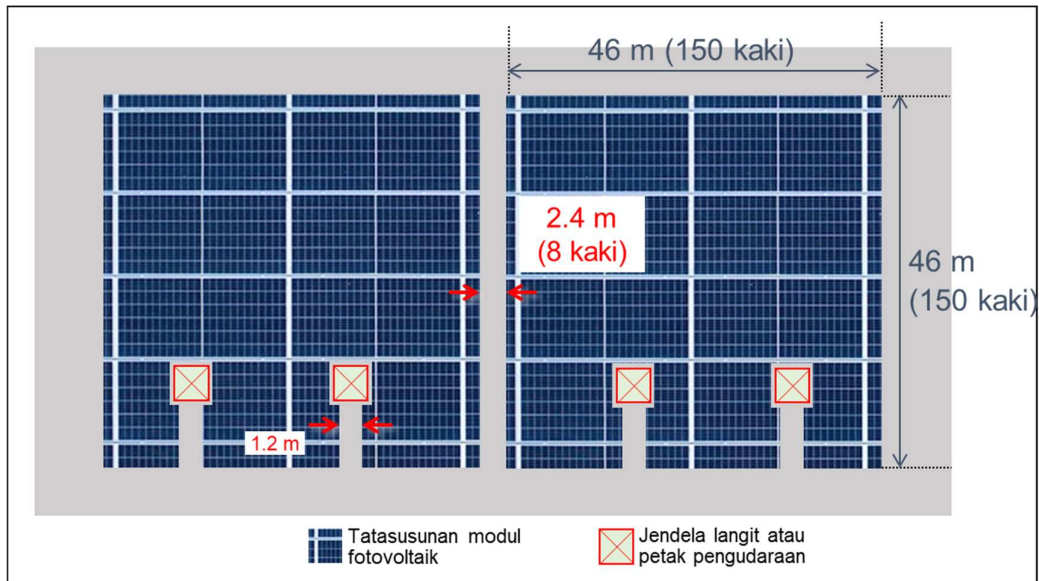 46 m (150 kaki)
2.4 m
(8 kaki)
46 m
(150 kaki)
1.2 m
Tatasusunan modul
fotovoltaik
Jendela langit atau
petak pengudaraan